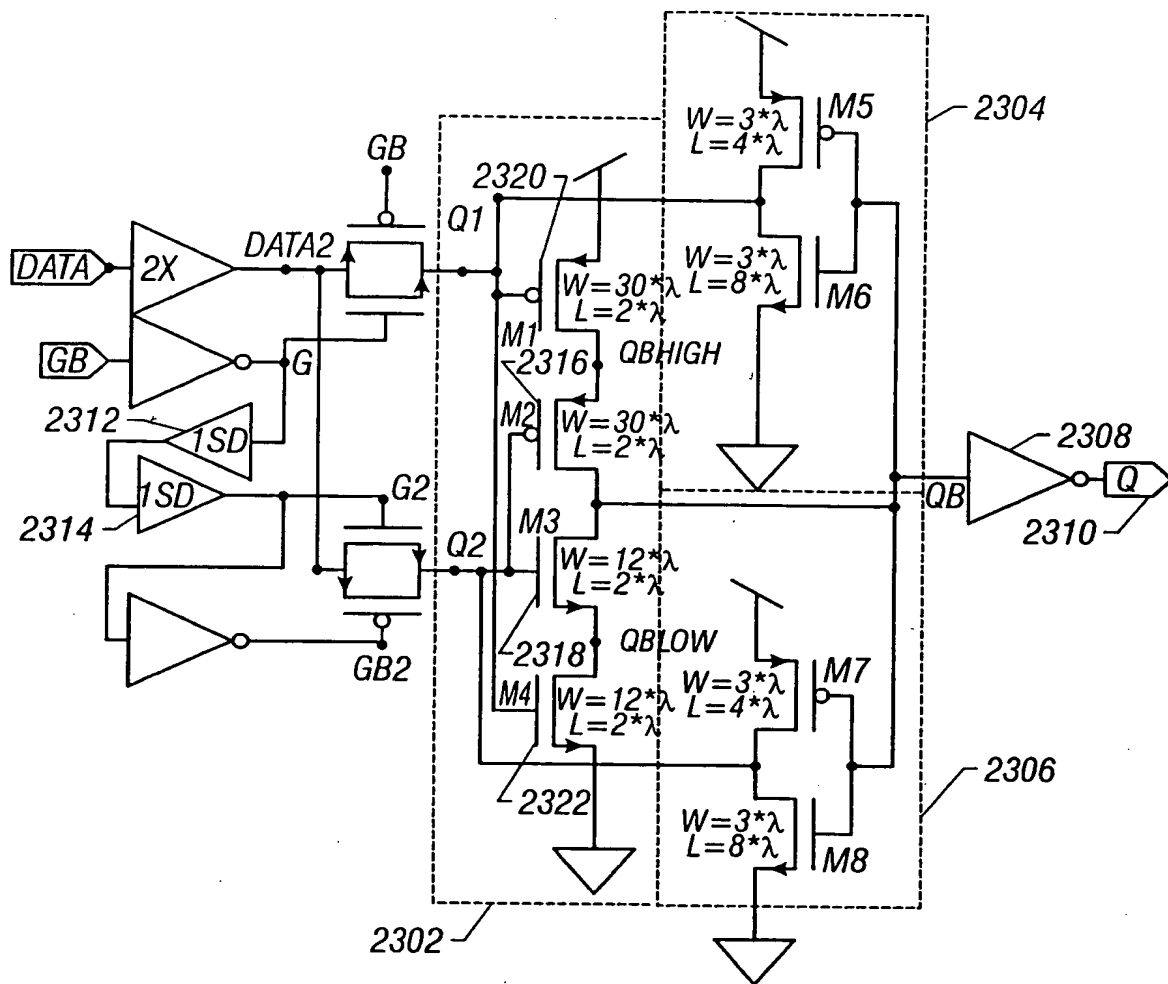 M5
W=3*λ
L=4*λ
2304
GB
2320
DATA
2X
DATA2
Q1
W=3*λ
L=8*λ
M6
W=30*λ
L=2*λ
GB
G
M1
QBHIGH
2316
2312
1SD
M2
W=30*λ
L=2*λ
2308
1SD
G2
QB
Q
2314
M3
2310
Q2
W=12*λ
L=2*λ
2318
QBLOW
GB2
M7
W=3*λ
L=4*λ
M4
W=12*λ
L=2*λ
2322
2306
W=3*λ
L=8*λ
M8
2302